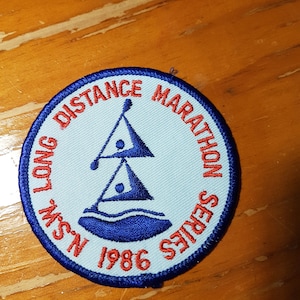 N.S.W. LONG DISTANCE MARATHON SERIES
1986